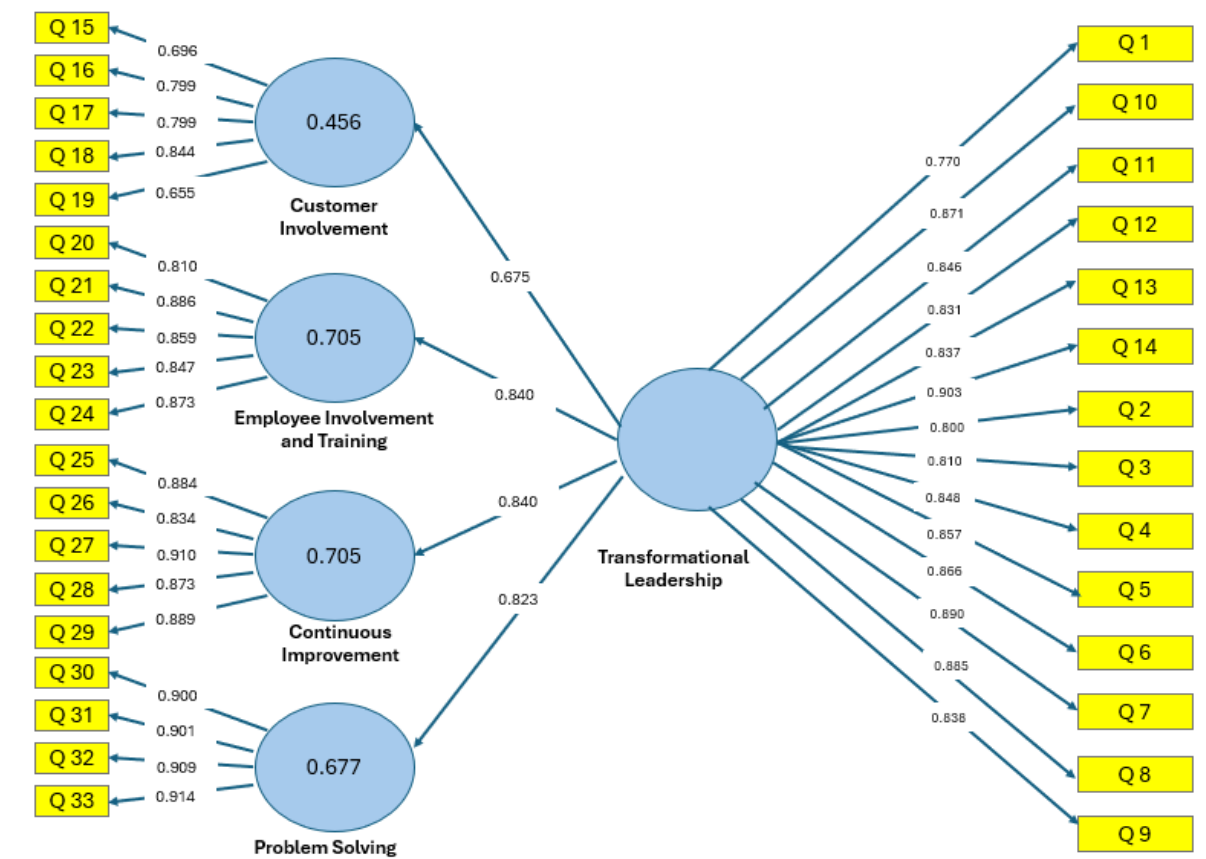 Q 15
0.696
Q 16
0.799
Q 17
0.799
Q 18
0.844
Q 19
0.655
0.456
Customer
Involvement
Q 20
0.810
Q 21
0.886
Q 22
0.859
Q 23
0.847
Q 24
0.873
0.705
Employee Involvement
and Training
Q 25
0.884
Q 26
0.834
Q 27
0.910
Q 28
0.873
Q 29
0.889
0.705
Continuous
Improvement
Q 30
0.900
Q 31
0.901
Q 32
0.909
Q 33
0.914
0.677
Problem Solving
0.675
0.840
0.840
0.823
Transformational
Leadership
0.770
0.871
0.846
0.831
0.837
0.903
0.800
0.810
0.848
0.857
0.866
0.890
0.885
0.838
Q 1
Q 10
Q 11
Q 12
Q 13
Q 14
Q 2
Q 3
Q 4
Q 5
Q 6
Q 7
Q 8
Q 9